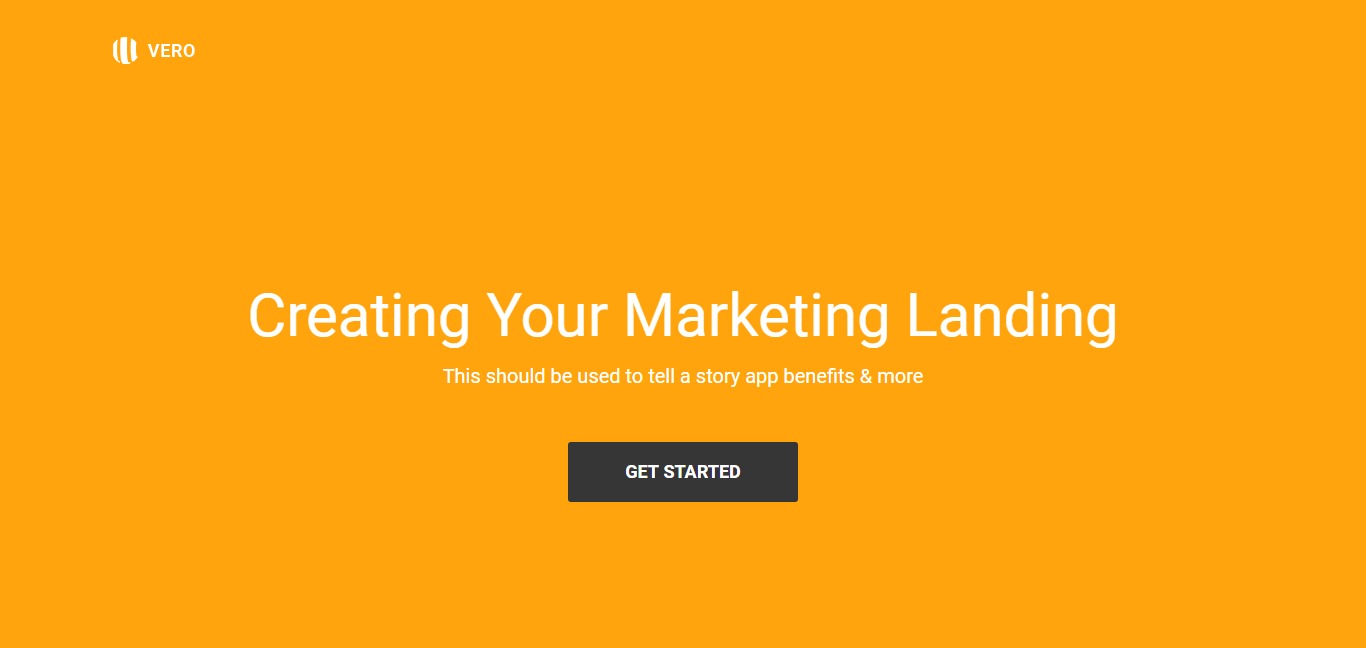 VERO
Creating Your Marketing Landing
This should be used to tell a story app benefits & more
GET STARTED